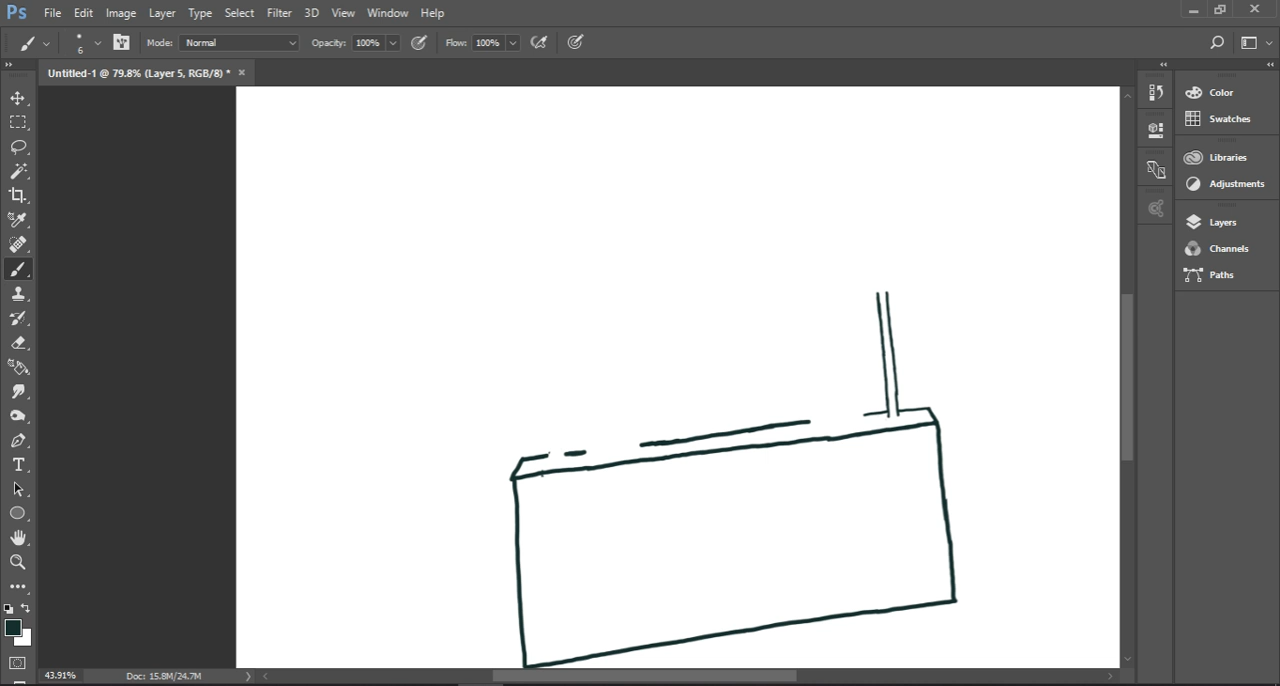 Ps File Edit Image Layer Type Select Filter 3D View Window Help
6 Mode: Normal Opacity: 100% Flow: 100%
Untitled-1 @ 79.8% (Layer 5, RGB/8) *
Color
Swatches
Libraries
Adjustments
Layers
Channels
Paths
43.91% Doc: 15.8M/24.7M